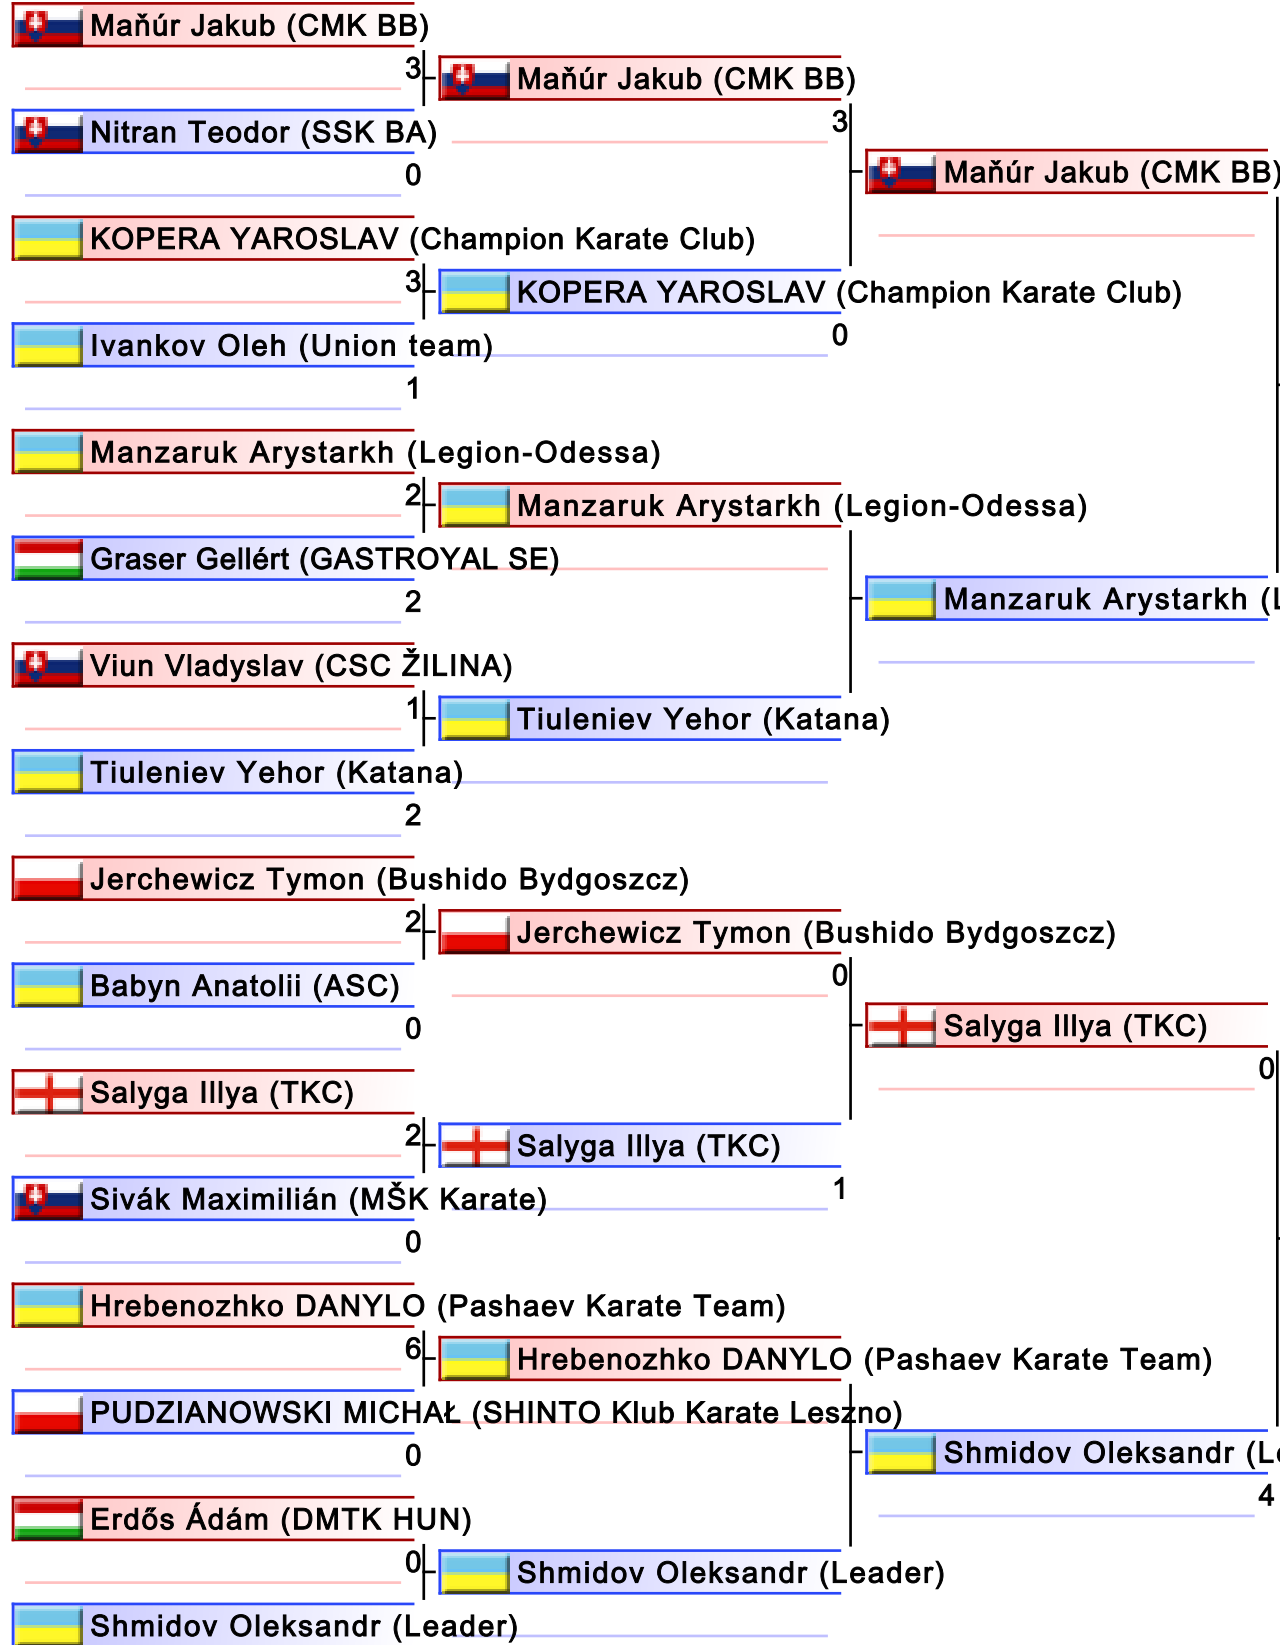 Maňúr Jakub (CMK BB)
3
Nitran Teodor (SSK BA)
0
KOPERA YAROSLAV (Champion Karate Club)
3
Ivankov Oleh (Union team)
1
Manzaruk Arystarkh (Legion-Odessa)
2
Graser Gellért (GASTROYAL SE)
2
Viun Vladyslav (CSC ŽILINA)
1
Tiuleniev Yehor (Katana)
2
Jerchewicz Tymon (Bushido Bydgoszcz)
2
Babyn Anatolii (ASC)
0
Salyga Illya (TKC)
2
Sivák Maximilián (MŠK Karate)
0
Hrebenozhko DANYLO (Pashaev Karate Team)
6
PUDZIANOWSKI MICHAŁ (SHINTO Klub Karate Leszno)
0
Erdős Ádám (DMTK HUN)
0
Shmidov Oleksandr (Leader)
Maňúr Jakub (CMK BB)
3
KOPERA YAROSLAV (Champion Karate Club)
0
Manzaruk Arystarkh (Legion-Odessa)
Tiuleniev Yehor (Katana)
Jerchewicz Tymon (Bushido Bydgoszcz)
0
Salyga Illya (TKC)
1
Hrebenozhko DANYLO (Pashaev Karate Team)
Shmidov Oleksandr (Leader)
Maňúr Jakub (CMK BB)
Manzaruk Arystarkh (L
Salyga Illya (TKC)
0
Shmidov Oleksandr (Le
4